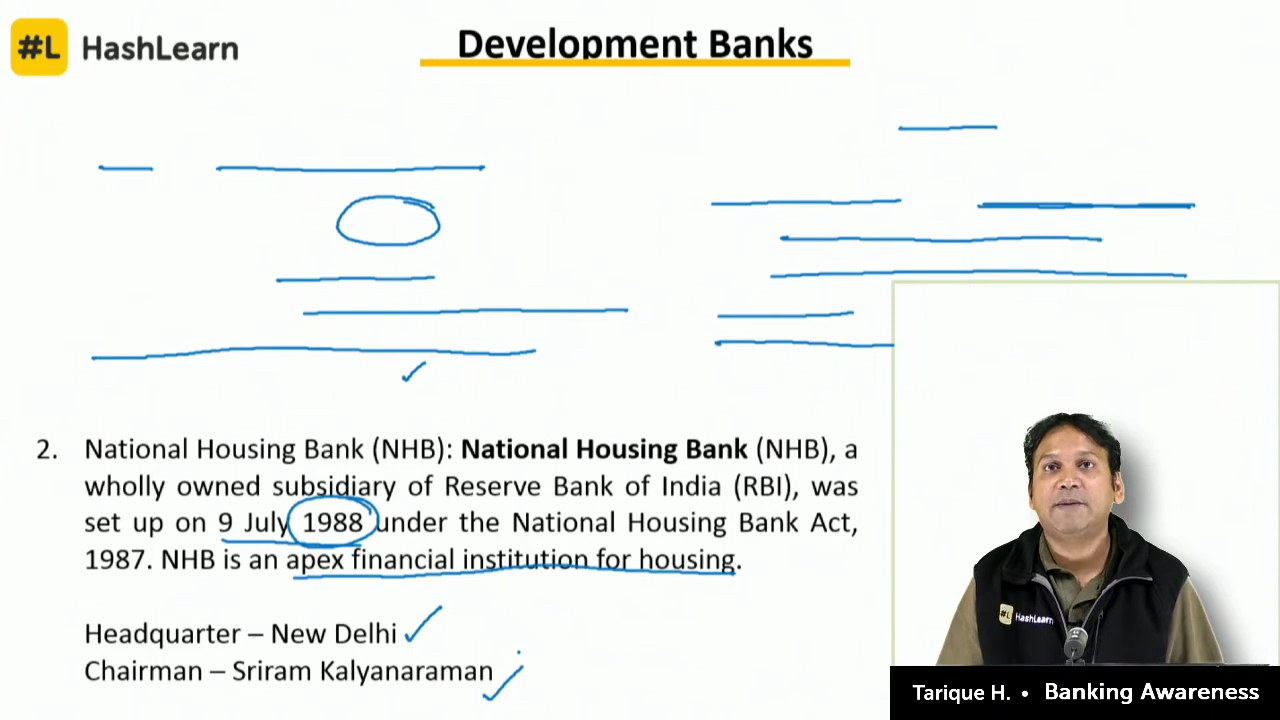 #L HashLearn
Development Banks
2. National Housing Bank (NHB): National Housing Bank (NHB), a
wholly owned subsidiary of Reserve Bank of India (RBI), was
set up on 9 July 1988 under the National Housing Bank Act,
1987. NHB is an apex financial institution for housing.
Headquarter – New Delhi
Chairman – Sriram Kalyanaraman
#L HashLearn
Tarique H. • Banking Awareness